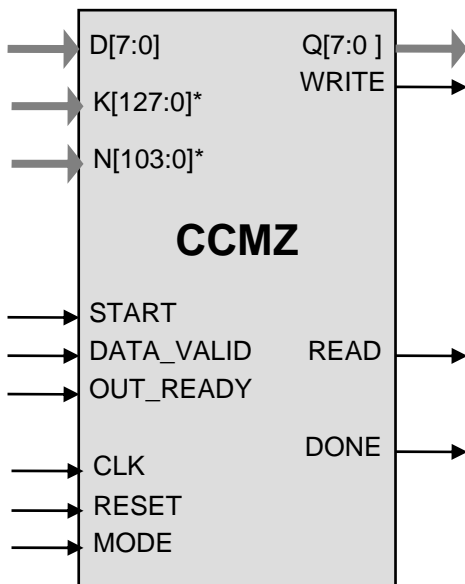 D[7:0]
Q[7:0 ]
WRITE
K[127:0]*
N[103:0]*
CCMZ
START
DATA_VALID
READ
OUT_READY
DONE
CLK
RESET
MODE